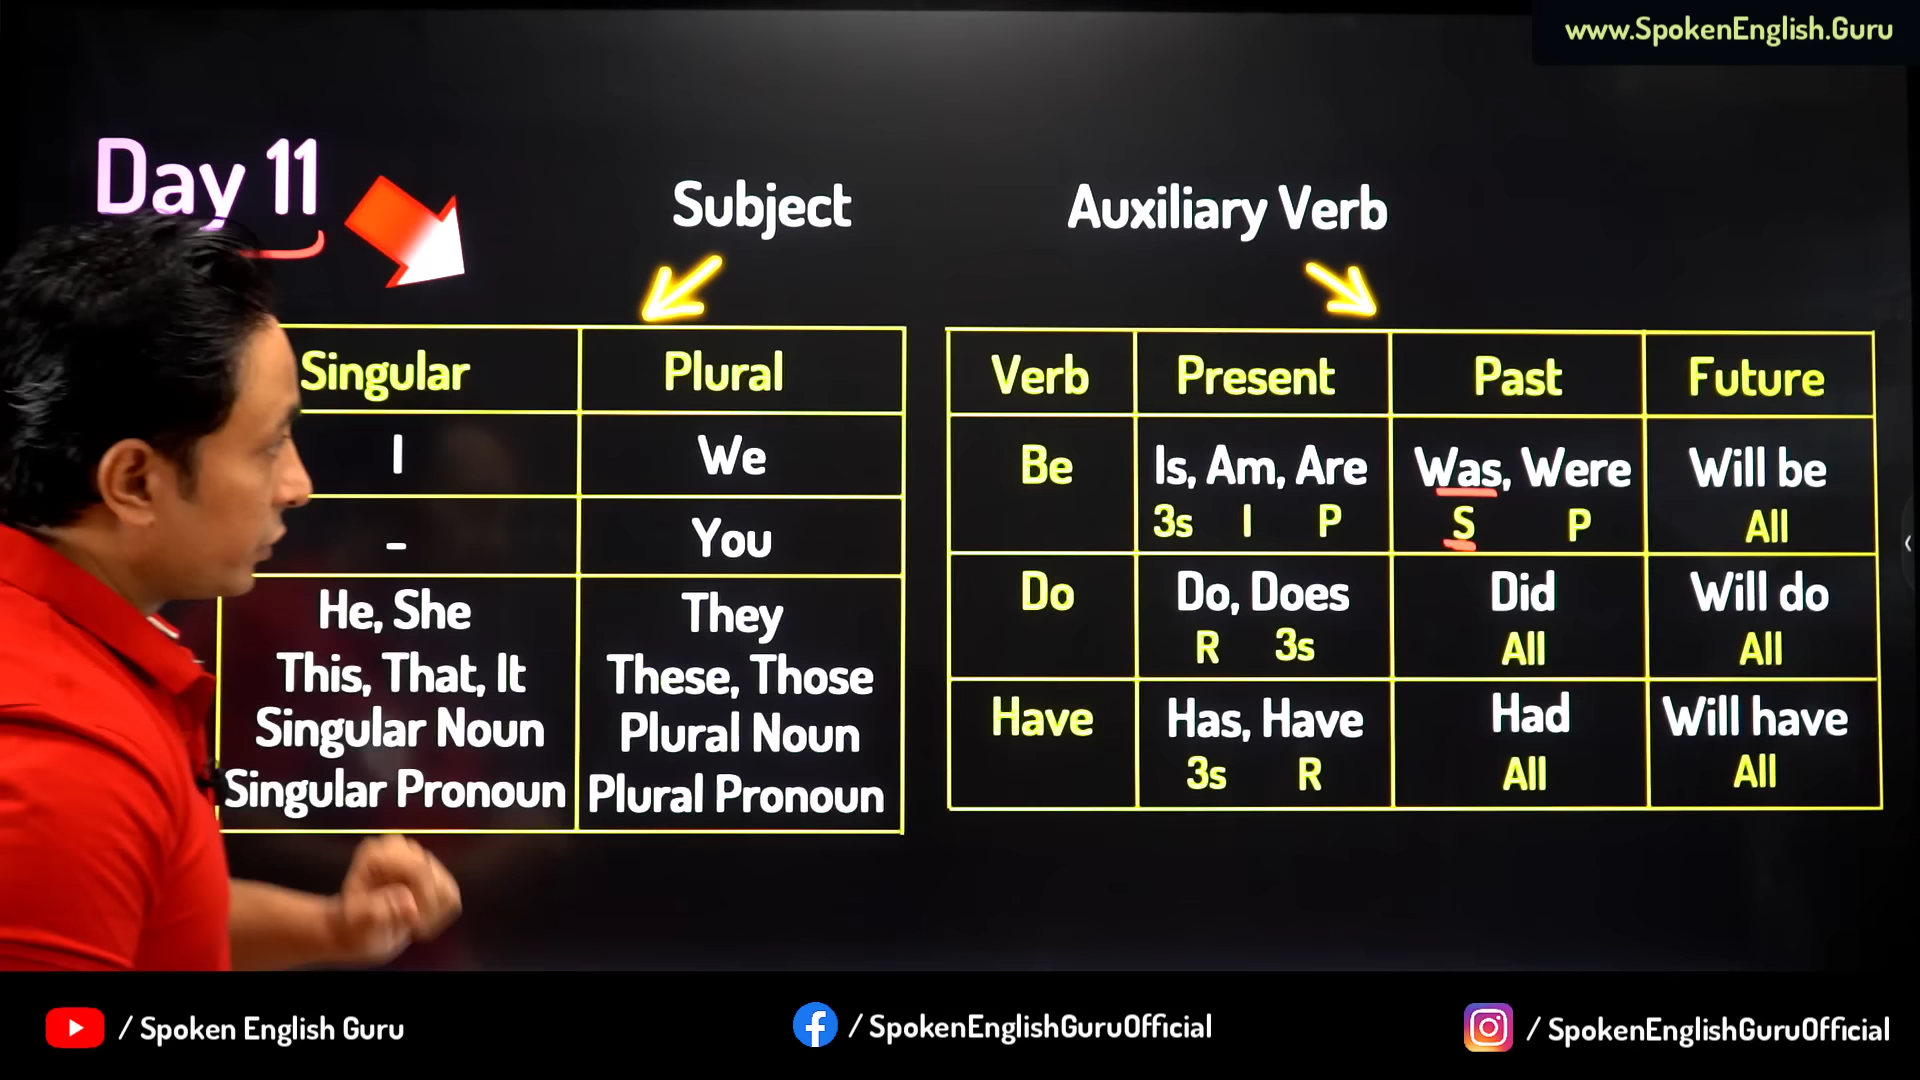 www.SpokenEnglish.Guru
Day 11
Subject
Auxiliary Verb
Singular Plural
I We
- You
He, She They
This, That, It These, Those
Singular Noun Plural Noun
Singular Pronoun Plural Pronoun
Verb Present Past Future
Be Is, Am, Are Was, Were Will be
3s I P S P All
Do Do, Does Did Will do
R 3s All All
Have Has, Have Had Will have
3s R All All
/ Spoken English Guru
/ SpokenEnglishGuruOfficial
/ SpokenEnglishGuruOfficial